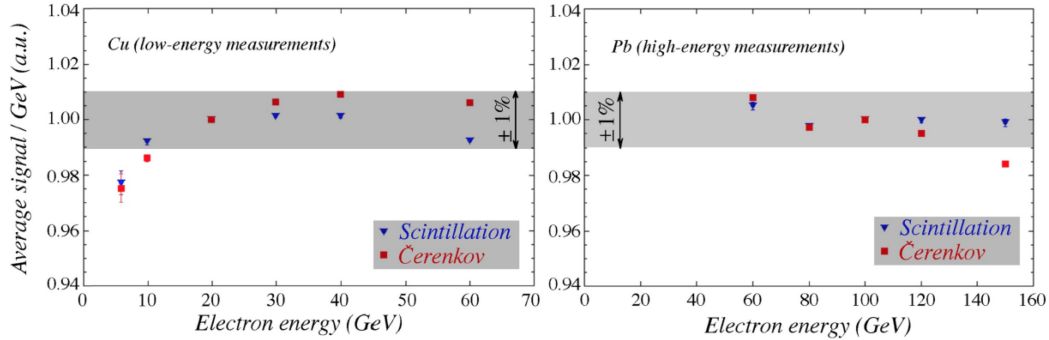 Average signal / GeV (a.u.)
1.04
1.02
1.00
0.98
0.96
0.94
Cu (low-energy measurements)
±1%
Scintillation
Čerenkov
0 10 20 30 40 50 60 70
Electron energy (GeV)
1.04
1.02
1.00
0.98
0.96
0.94
Pb (high-energy measurements)
±1%
Scintillation
Čerenkov
0 20 40 60 80 100 120 140 160
Electron energy (GeV)